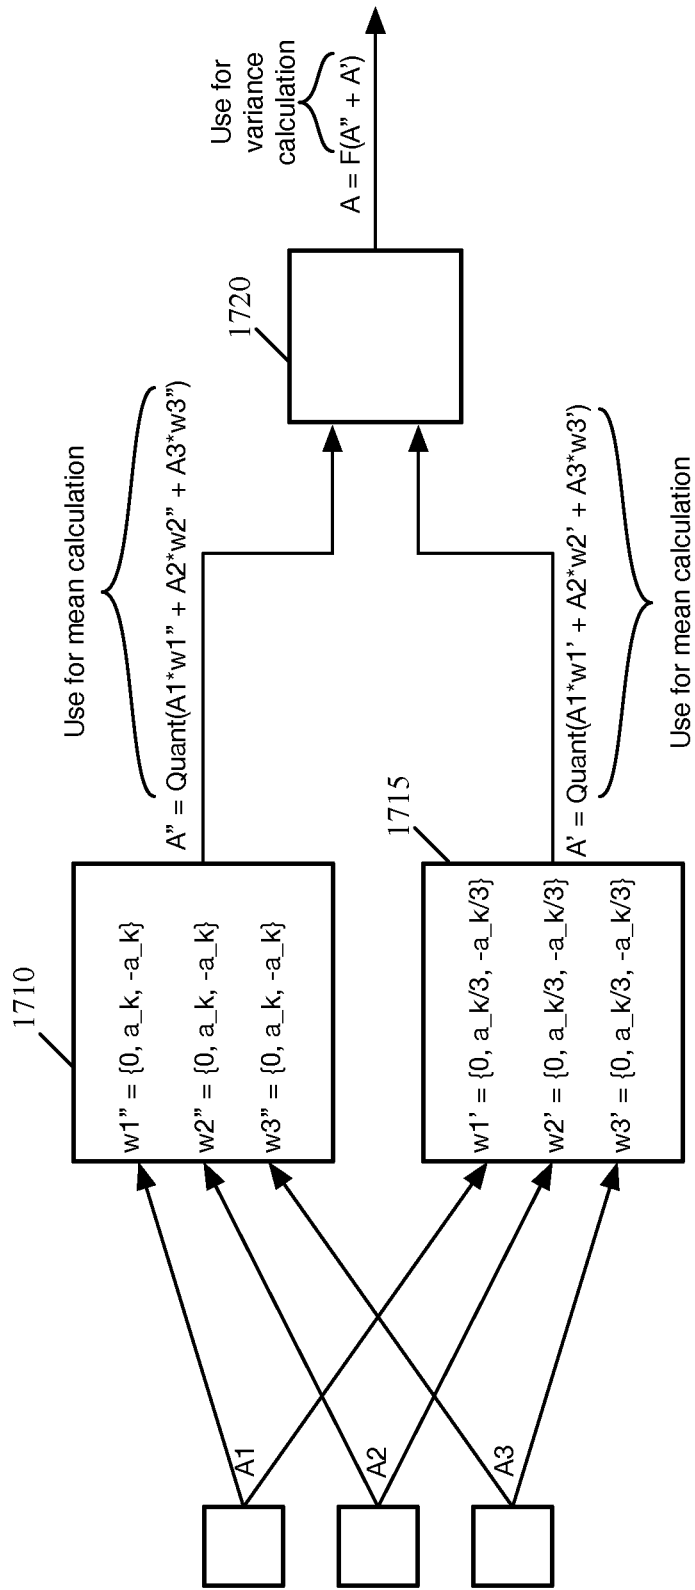 A1
A2
A3
1710
w1” = {0, a_k, -a_k}
w2” = {0, a_k, -a_k}
w3” = {0, a_k, -a_k}
1715
w1’ = {0, a_k/3, -a_k/3}
w2’ = {0, a_k/3, -a_k/3}
w3’ = {0, a_k/3, -a_k/3}
Use for mean calculation
A” = Quant(A1*w1” + A2*w2” + A3*w3”)
A’ = Quant(A1*w1’ + A2*w2’ + A3*w3’)
Use for mean calculation
1720
Use for
variance
calculation
A = F(A” + A’)